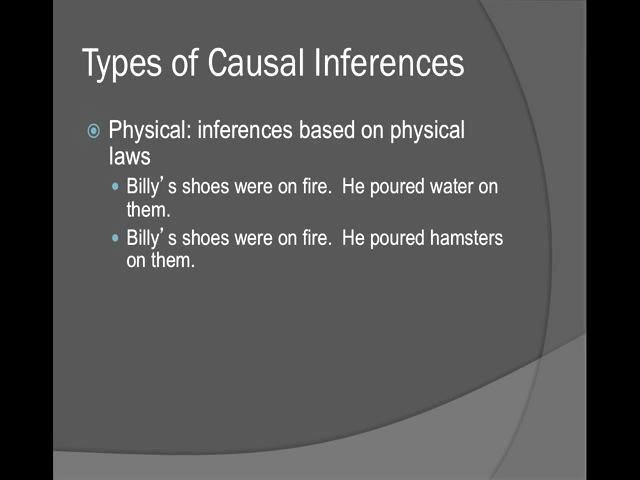 Types of Causal Inferences
Physical: inferences based on physical
laws
Billy’s shoes were on fire.  He poured water on
them.
Billy’s shoes were on fire.  He poured hamsters
on them.